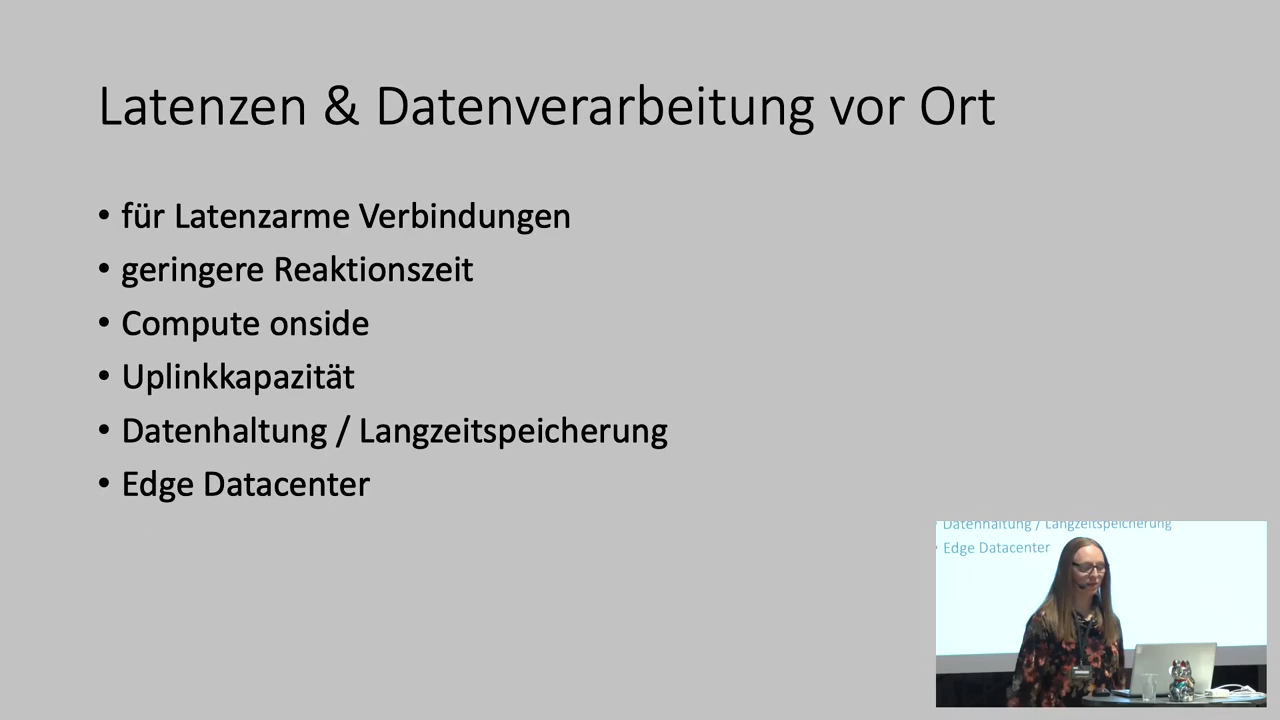 Latenzen & Datenverarbeitung vor Ort
• für Latenzarme Verbindungen
• geringere Reaktionszeit
• Compute onside
• Uplinkkapazität
• Datenhaltung / Langzeitspeicherung
• Edge Datacenter
Datenhaltung / Langzeitspeicherung
• Edge Datacenter